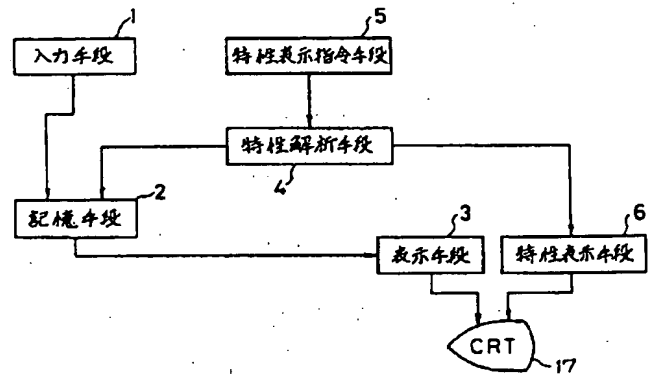 1
入力手段
5
特性表示指令手段
特性解析手段
4
2
記憶手段
3
表示手段
6
特性表示手段
CRT
17